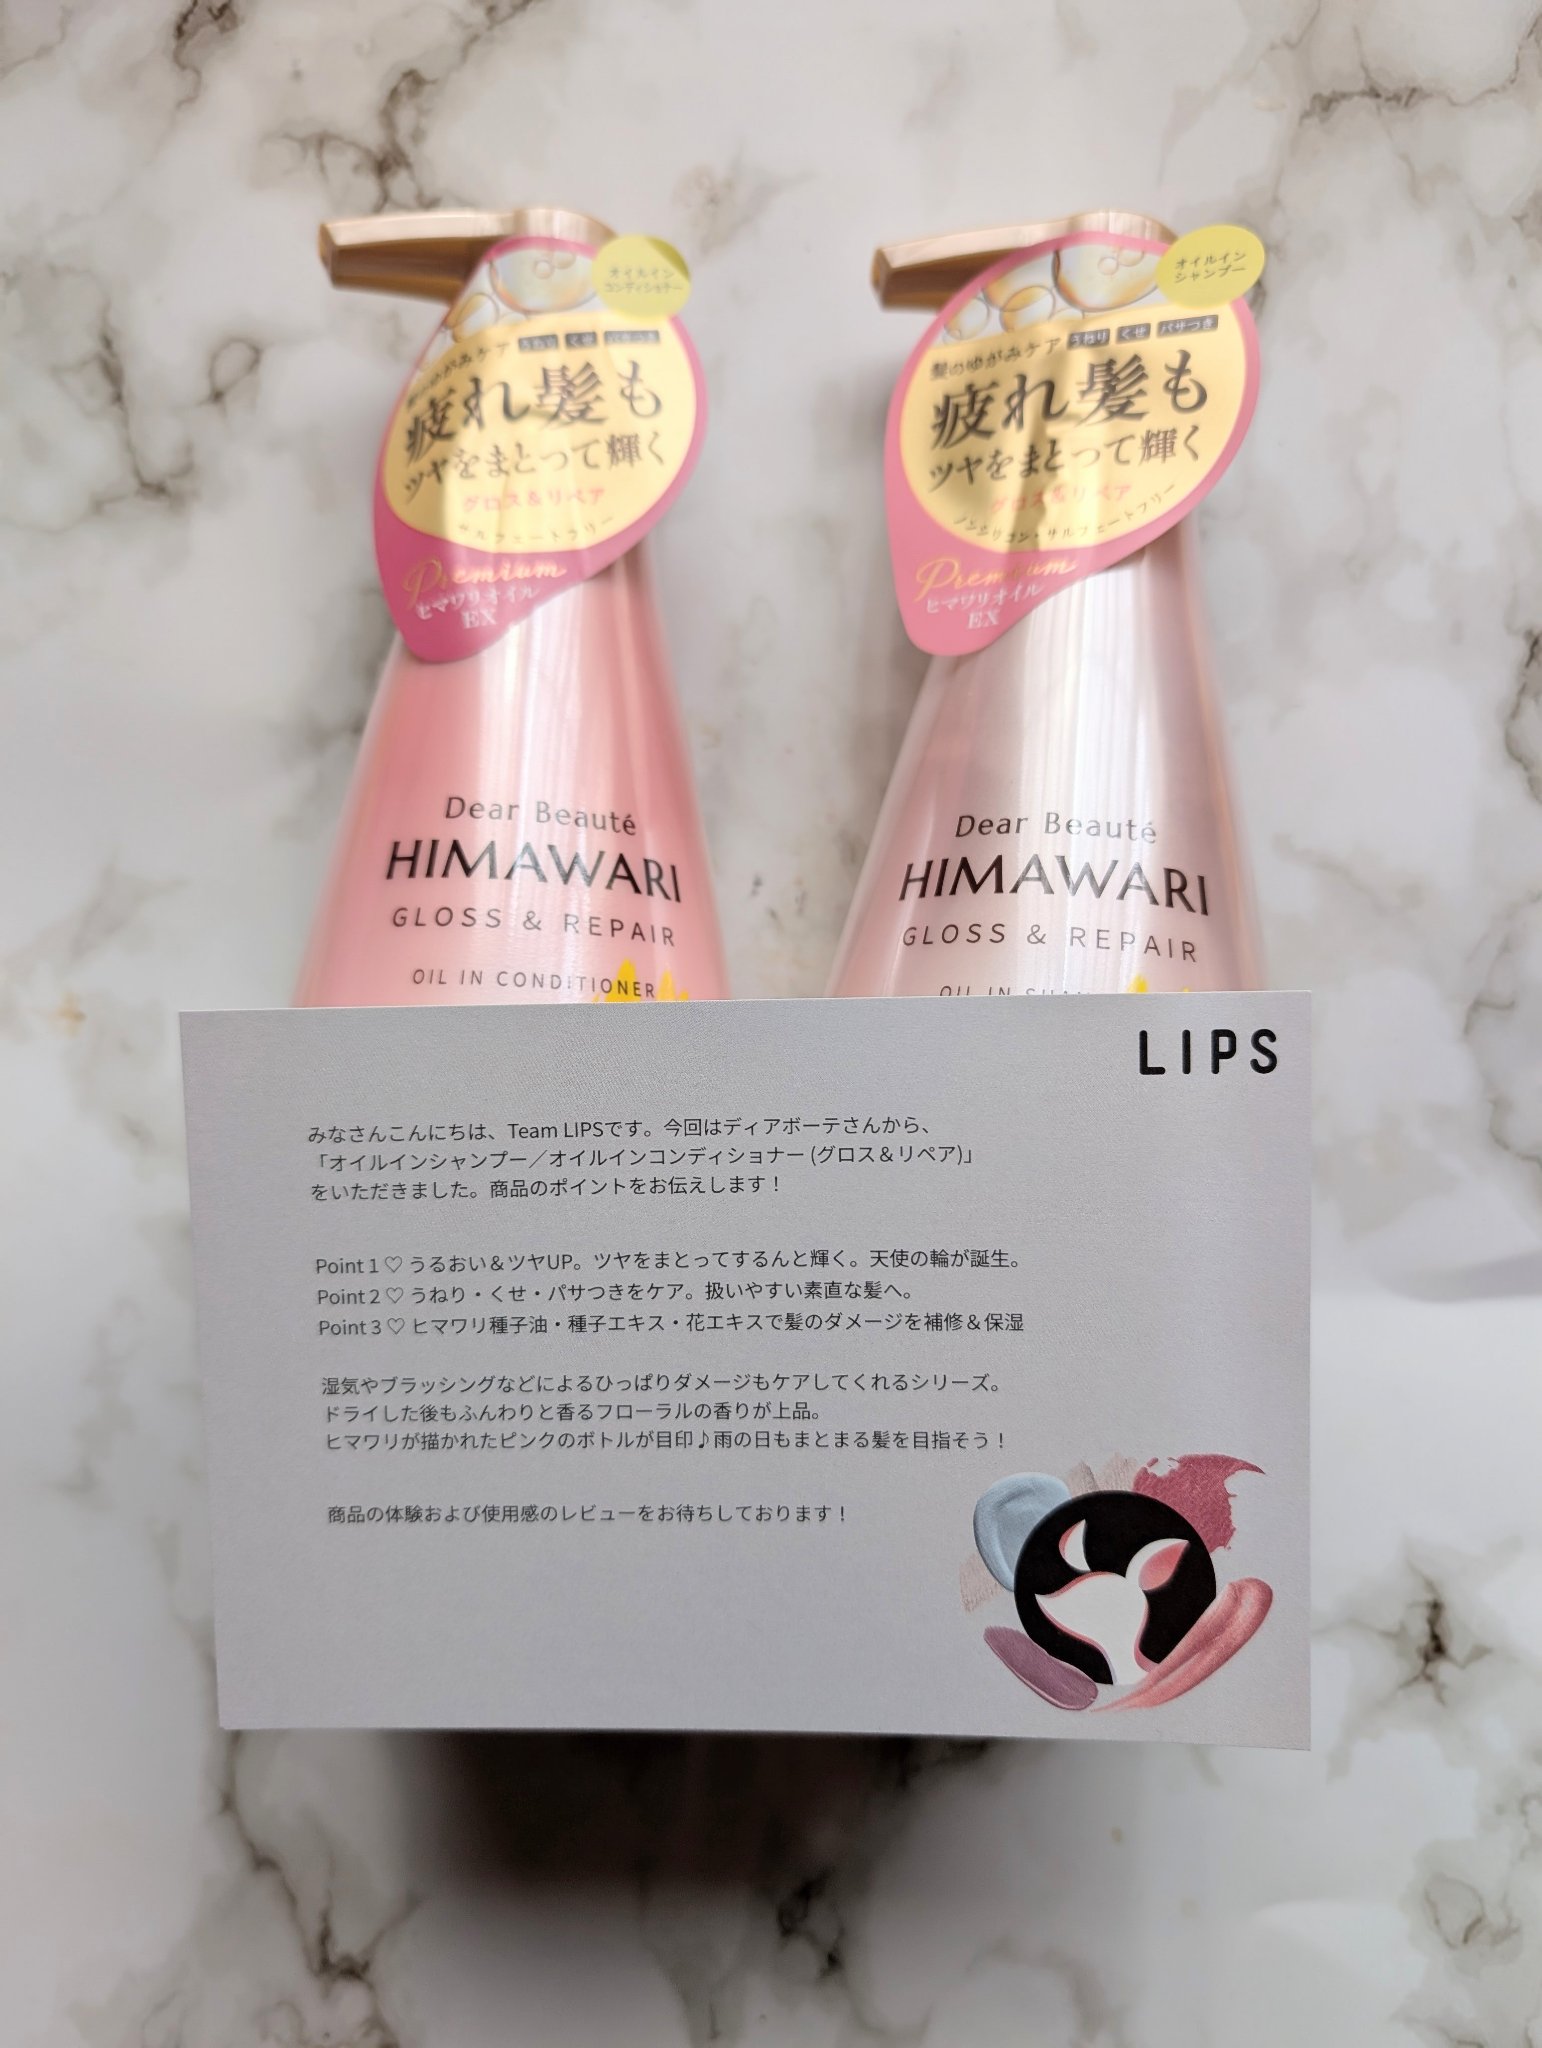 オイルイン
コンディショナー
髪のゆがみケア うねり くせ パサつき
疲れ髪も
ツヤをまとって輝く
グロス&リペア
サルフェートフリー
Premium
ヒマワリオイル
EX
Dear Beauté
HIMAWARI
GLOSS & REPAIR
OIL IN CONDITIONER
オイルイン
シャンプー
髪のゆがみケア うねり くせ パサつき
疲れ髪も
ツヤをまとって輝く
グロス&リペア
ノンシリコン・サルフェートフリー
Premium
ヒマワリオイル
EX
Dear Beauté
HIMAWARI
GLOSS & REPAIR
OIL IN
LIPS
みなさんこんにちは、Team LIPSです。今回はディアボーテさんから、
「オイルインシャンプー／オイルインコンディショナー (グロス＆リペア)」
をいただきました。商品のポイントをお伝えします！
Point 1 ♡ うるおい＆ツヤUP。ツヤをまとってするんと輝く。天使の輪が誕生。
Point 2 ♡ うねり・くせ・パサつきをケア。扱いやすい素直な髪へ。
Point 3 ♡ ヒマワリ種子油・種子エキス・花エキスで髪のダメージを補修＆保湿
湿気やブラッシングなどによるひっぱりダメージもケアしてくれるシリーズ。
ドライした後もふんわりと香るフローラルの香りが上品。
ヒマワリが描かれたピンクのボトルが目印♪雨の日もまとまる髪を目指そう！
商品の体験および使用感のレビューをお待ちしております！